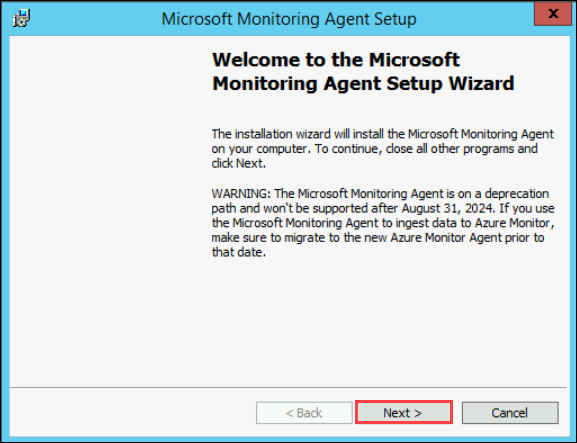 Microsoft Monitoring Agent Setup
x
Welcome to the Microsoft
Monitoring Agent Setup Wizard
The installation wizard will install the Microsoft Monitoring Agent
on your computer. To continue, close all other programs and
click Next.
WARNING: The Microsoft Monitoring Agent is on a deprecation
path and won't be supported after August 31, 2024. If you use
the Microsoft Monitoring Agent to ingest data to Azure Monitor,
make sure to migrate to the new Azure Monitor Agent prior to
that date.
< Back
Next >
Cancel